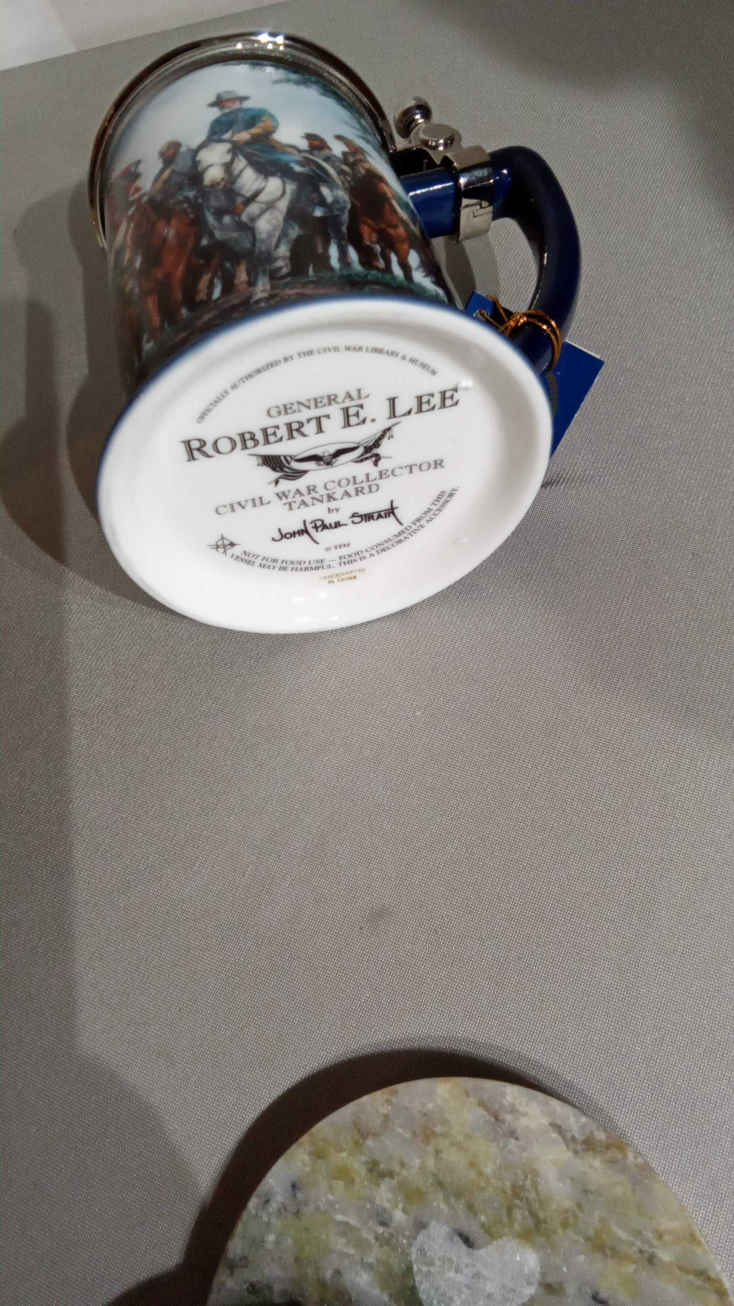 OFFICIALLY AUTHORIZED BY THE CIVIL WAR LIBRARY & MUSEUM
GENERAL
ROBERT E. LEE™
CIVIL WAR COLLECTOR
TANKARD
by
JOHN PAUL STRAIN
NOT FOR FOOD USE — FOOD CONSUMED FROM THIS
VESSEL MAY BE HARMFUL. THIS IS A DECORATIVE ACCESSORY.